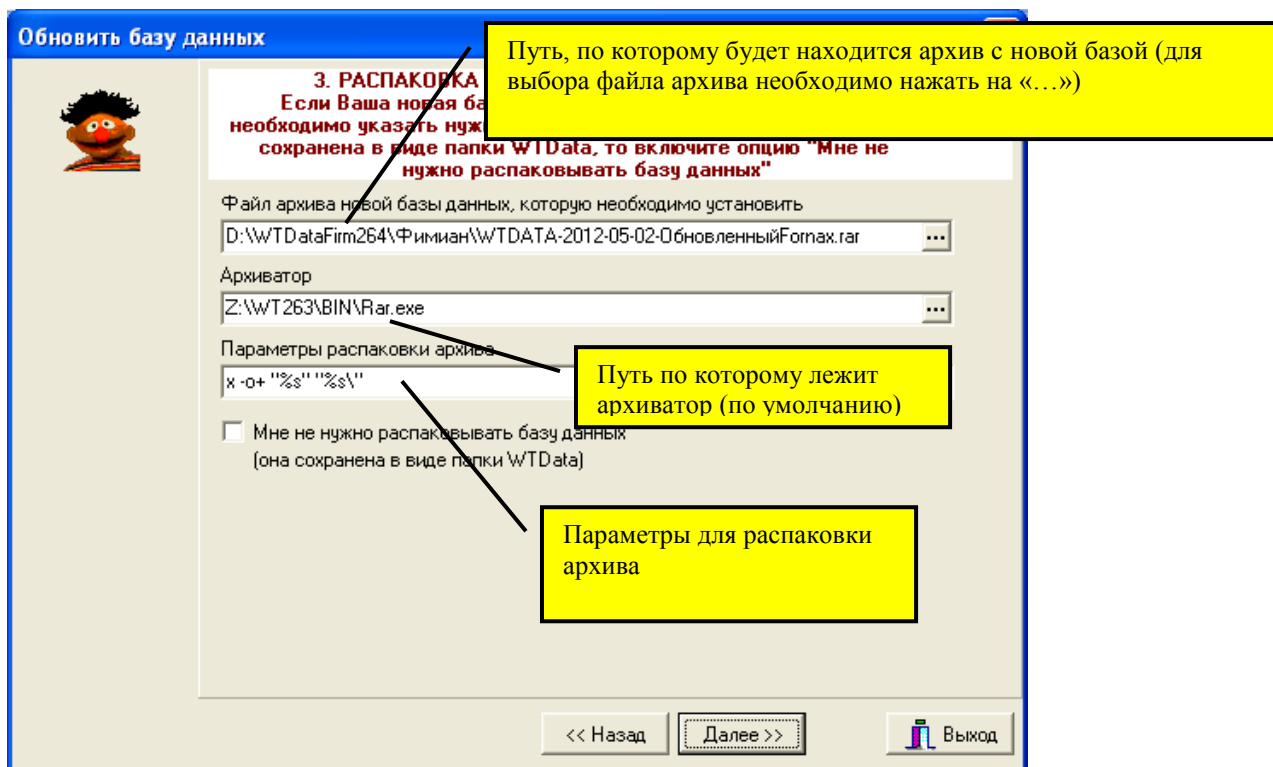 Обновить базу данных
Путь, по которому будет находится архив с новой базой (для
выбора файла архива необходимо нажать на «…»)
3. РАСПАКОВКА
Если Ваша новая
необходимо указать
сохранена в виде папки WTData, то включите опцию "Мне не
нужно распаковывать базу данных"
Файл архива новой базы данных, которую необходимо установить
D:\WTDataFirm264\Фимиан\WTDATA-2012-05-02-ОбновленныйFornax.rar
...
Архиватор
Z:\WT263\BIN\Rar.exe
...
Параметры распаковки архива
x -o+ "%s" "%s\"
Путь по которому лежит
архиватор (по умолчанию)
Мне не нужно распаковывать базу данных
(она сохранена в виде папки WTData)
Параметры для распаковки
архива
<< Назад
Далее >>
Выход